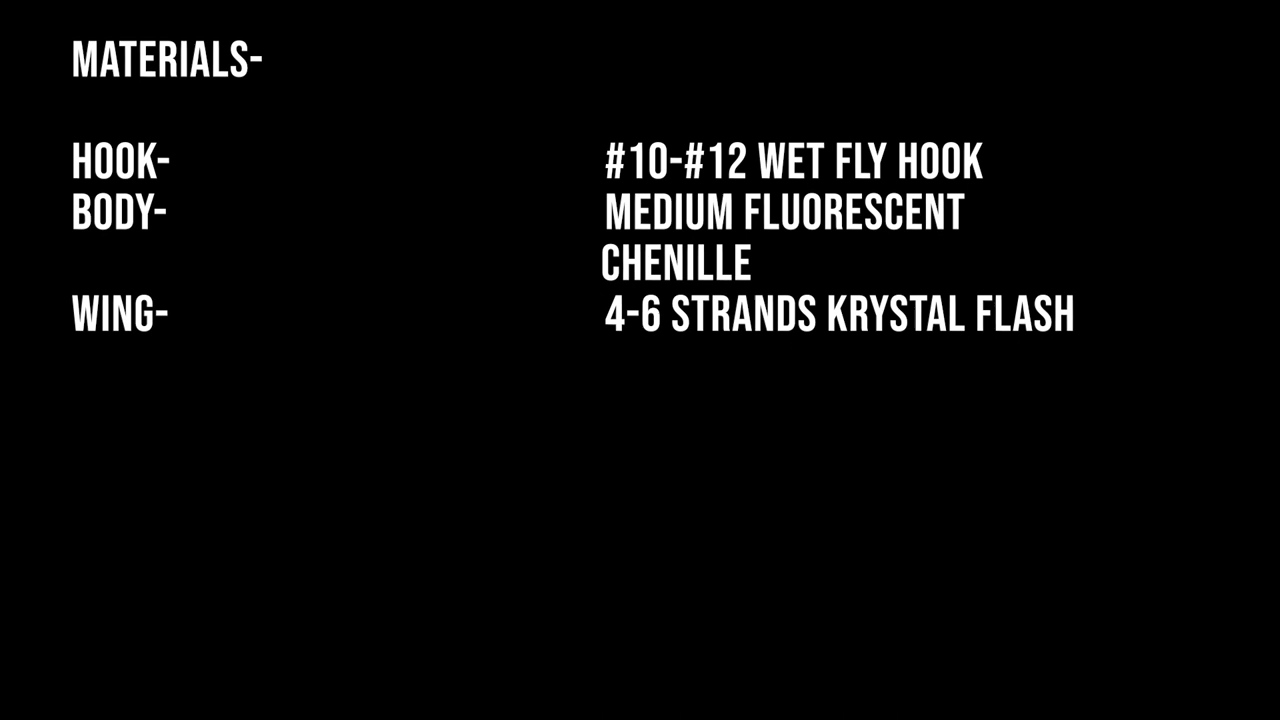 MATERIALS-
HOOK- #10-#12 WET FLY HOOK
BODY- MEDIUM FLUORESCENT
CHENILLE
WING- 4-6 STRANDS KRYSTAL FLASH